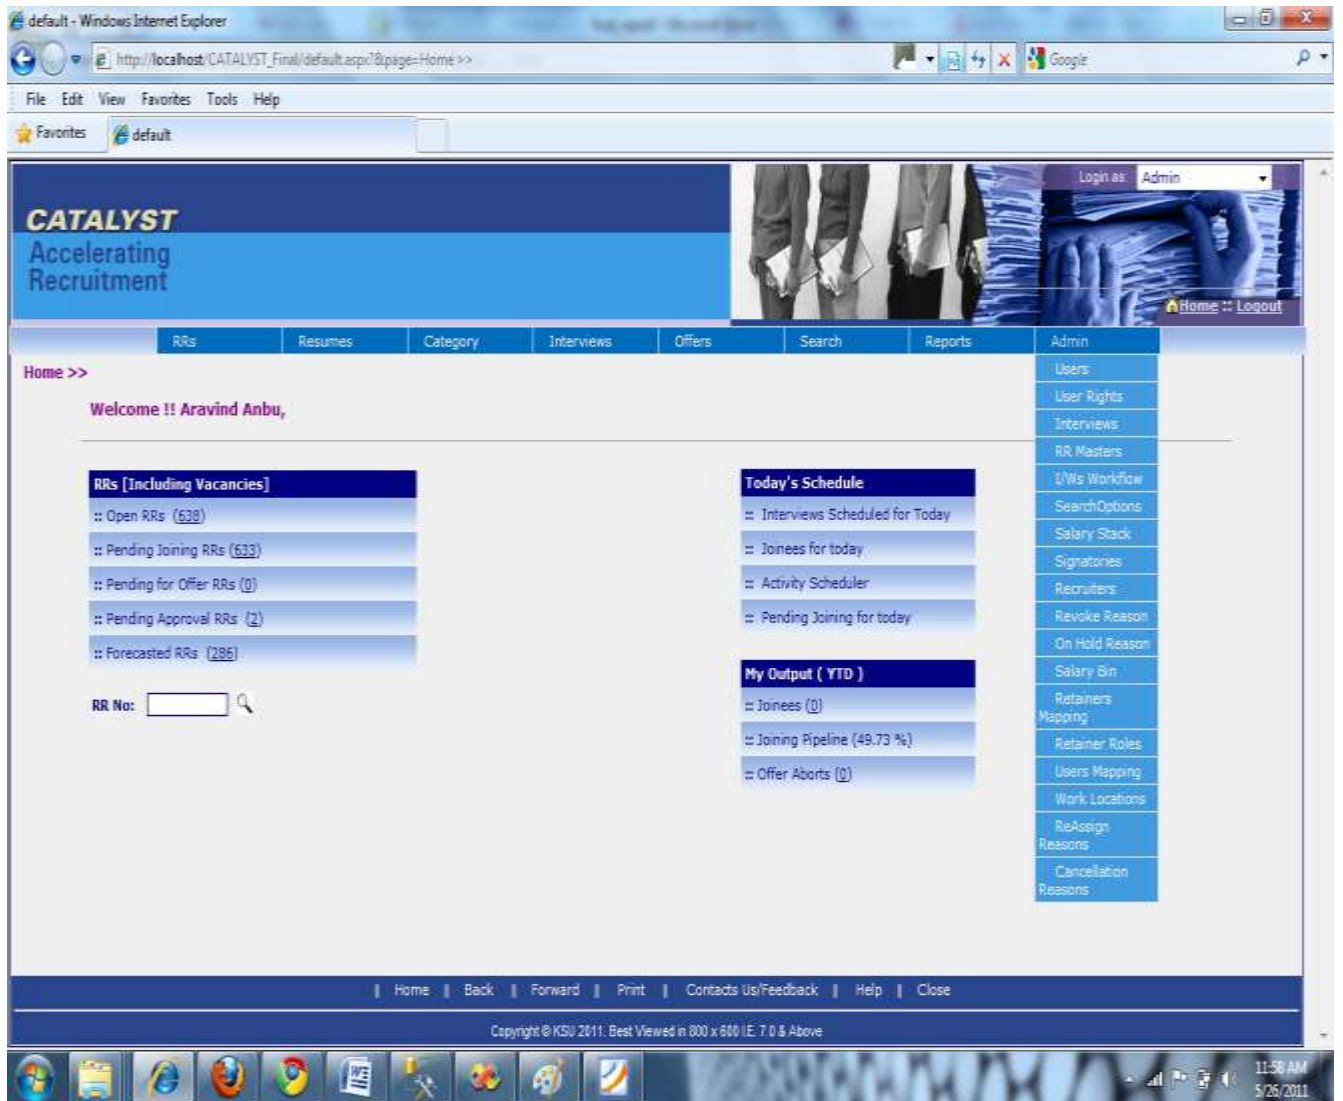 default - Windows Internet Explorer
http://localhost/CATALYST_Final/default.aspx?&page=Home >>
Google
File Edit View Favorites Tools Help
Favorites default
Login as: Admin
CATALYST
Accelerating
Recruitment
Home :: Logout
RRs Resumes Category Interviews Offers Search Reports Admin
Home >>
Welcome !! Aravind Anbu,
RRs [Including Vacancies]
:: Open RRs (638)
:: Pending Joining RRs (633)
:: Pending for Offer RRs (0)
:: Pending Approval RRs (2)
:: Forecasted RRs (286)
RR No:
Today's Schedule
:: Interviews Scheduled for Today
:: Joinees for today
:: Activity Scheduler
:: Pending Joining for today
My Output ( YTD )
:: Joinees (0)
:: Joining Pipeline (49.73 %)
:: Offer Aborts (0)
Users
User Rights
Interviews
RR Masters
I/Ws Workflow
SearchOptions
Salary Stack
Signatories
Recruiters
Revoke Reason
On Hold Reason
Salary Bin
Retainers
Mapping
Retainer Roles
Users Mapping
Work Locations
ReAssign
Reasons
Cancellation
Reasons
| Home | Back | Forward | Print | Contacts Us/Feedback | Help | Close
Copyright © KSU 2011. Best Viewed in 800 x 600 I.E. 7.0 & Above
11:58 AM
5/26/2011